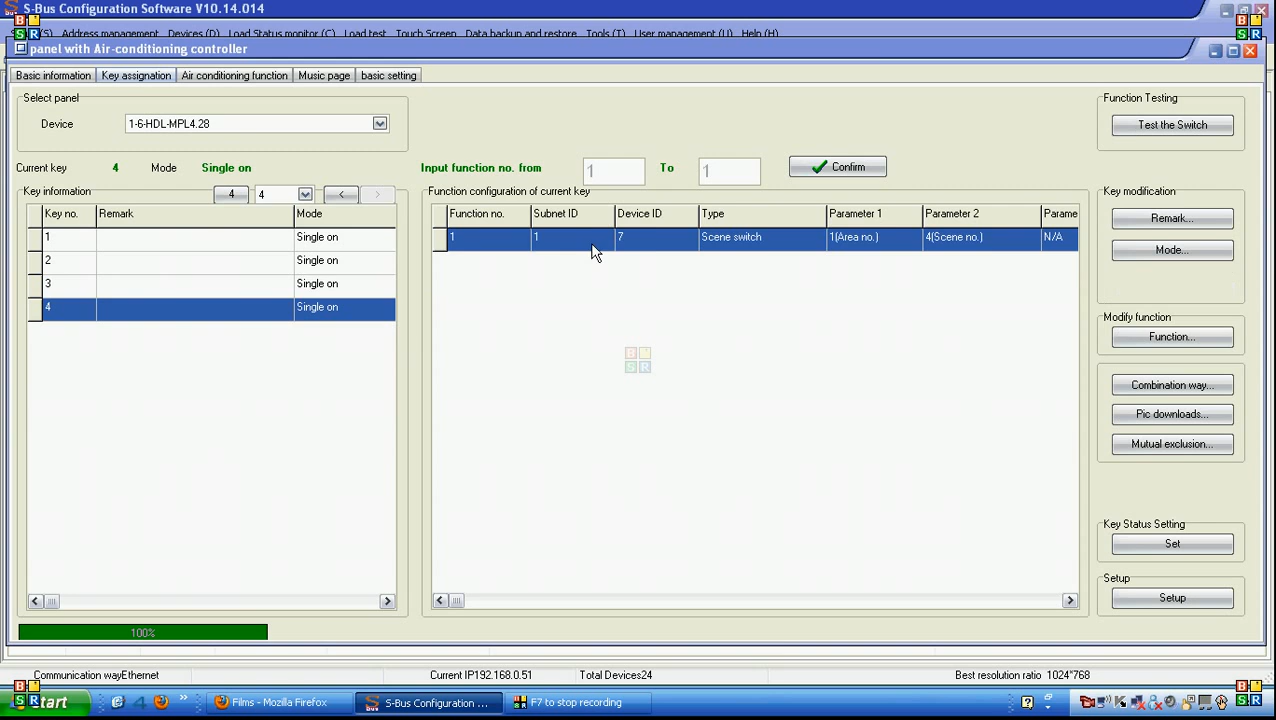 S-Bus Configuration Software V10.14.014
(S) Address management Devices (D) Load Status monitor (C) Load test Touch Screen Data backup and restore Tools (T) User management (U) Help (H)
panel with Air-conditioning controller
Basic information Key assignation Air conditioning function Music page basic setting
Select panel
Device 1-6-HDL-MPL4.28
Function Testing
Test the Switch
Current key 4 Mode Single on
Input function no. from 1 To 1 Confirm
Key information 4 4 < >
Function configuration of current key
Key no. Remark Mode
1 Single on
2 Single on
3 Single on
4 Single on
Function no. Subnet ID Device ID Type Parameter 1 Parameter 2 Parame
1 1 7 Scene switch 1(Area no.) 4(Scene no.) N/A
Key modification
Remark...
Mode...
Modify function
Function...
Combination way...
Pic downloads...
Mutual exclusion...
Key Status Setting
Set
Setup
Setup
B S R
100%
Communication wayEthernet Current IP192.168.0.51 Total Devices24 Best resolution ratio 1024*768
start Films - Mozilla Firefox S-Bus Configuration ... F7 to stop recording